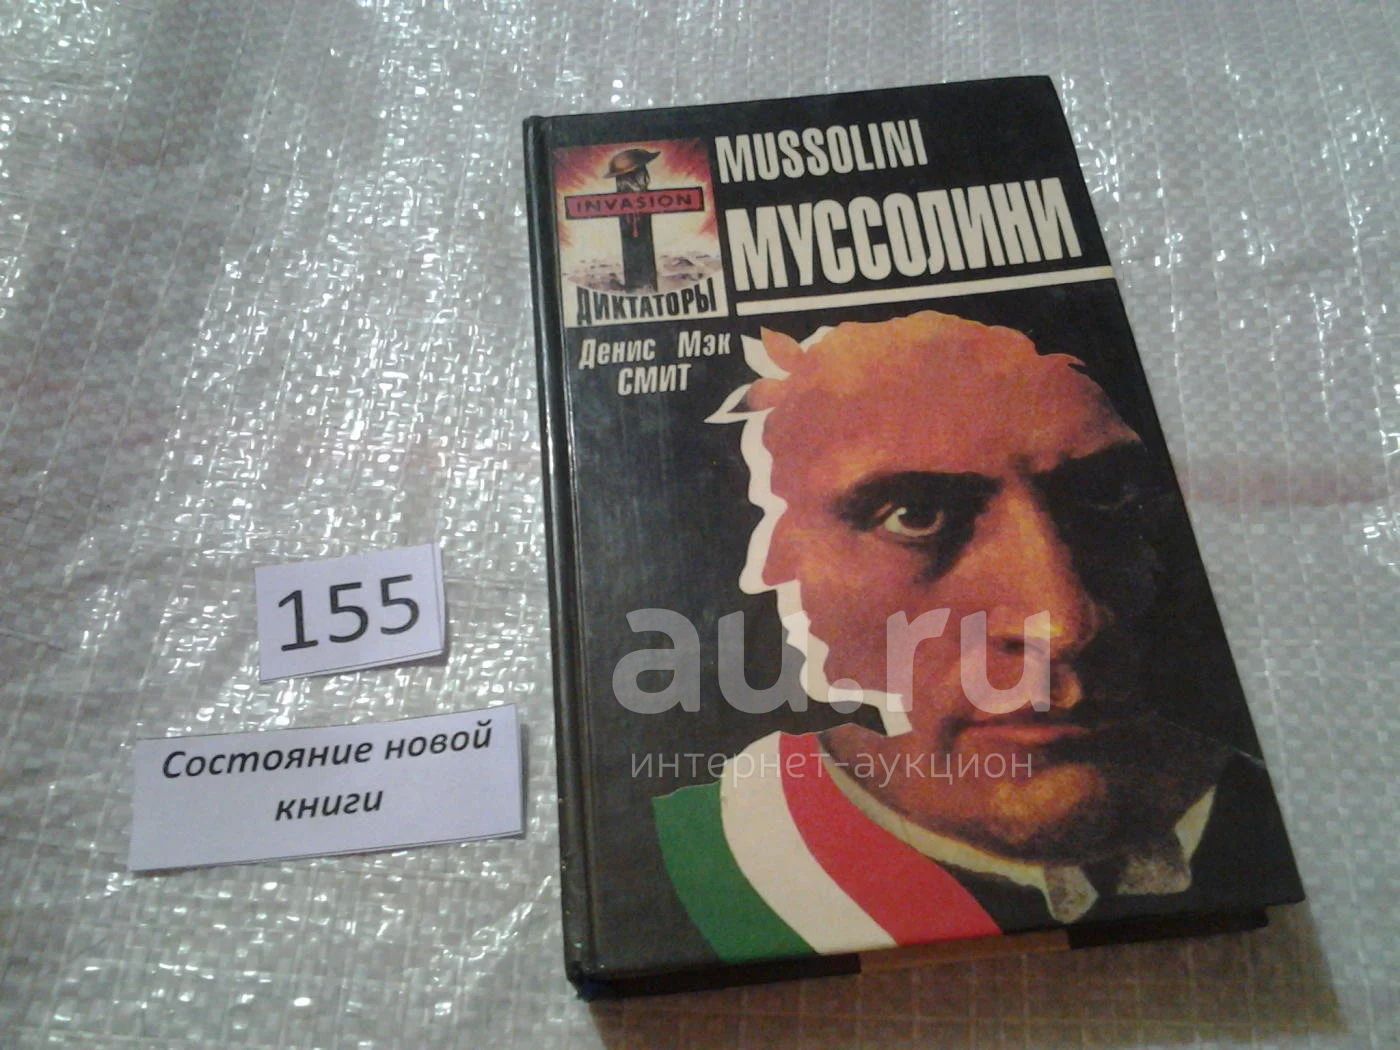 MUSSOLINI
МУССОЛИНИ
INVASION
ДИКТАТОРЫ
Денис Мэк
СМИТ
155
Состояние новой
книги
au.ru
интернет-аукцион